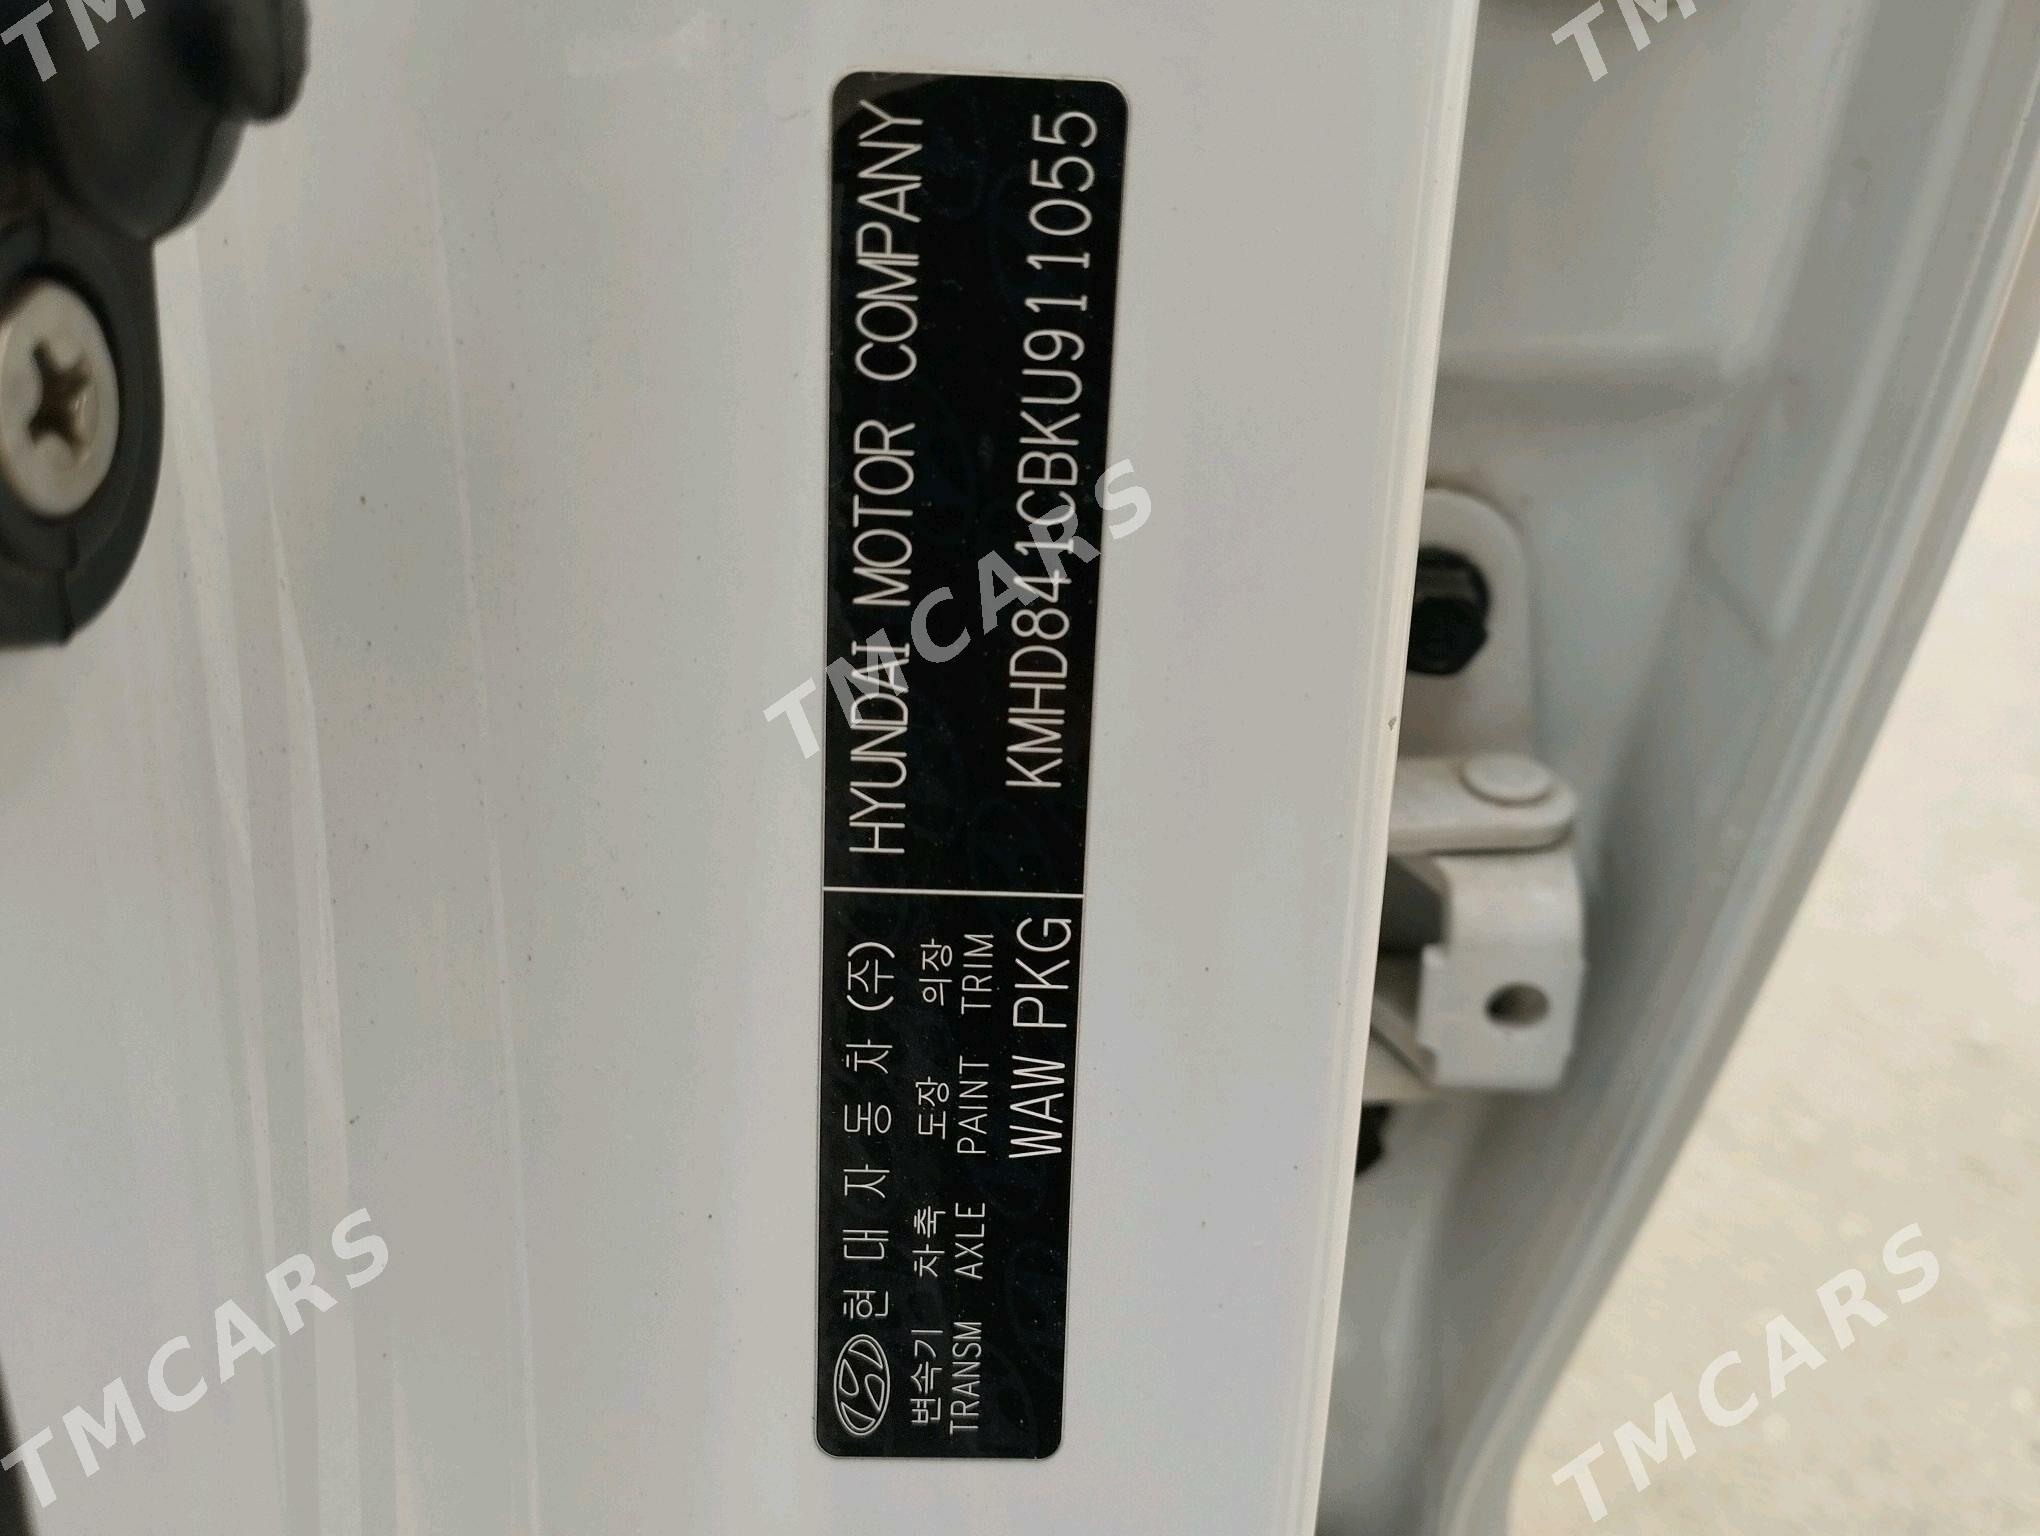 현대자동차(주)
변속기 차축 도장 의장
TRANSM AXLE PAINT TRIM
WAW PKG
HYUNDAI MOTOR COMPANY
KMHD841CBKU911055
TMCARS
TMCARS
TMCARS
TMCARS
TMCARS